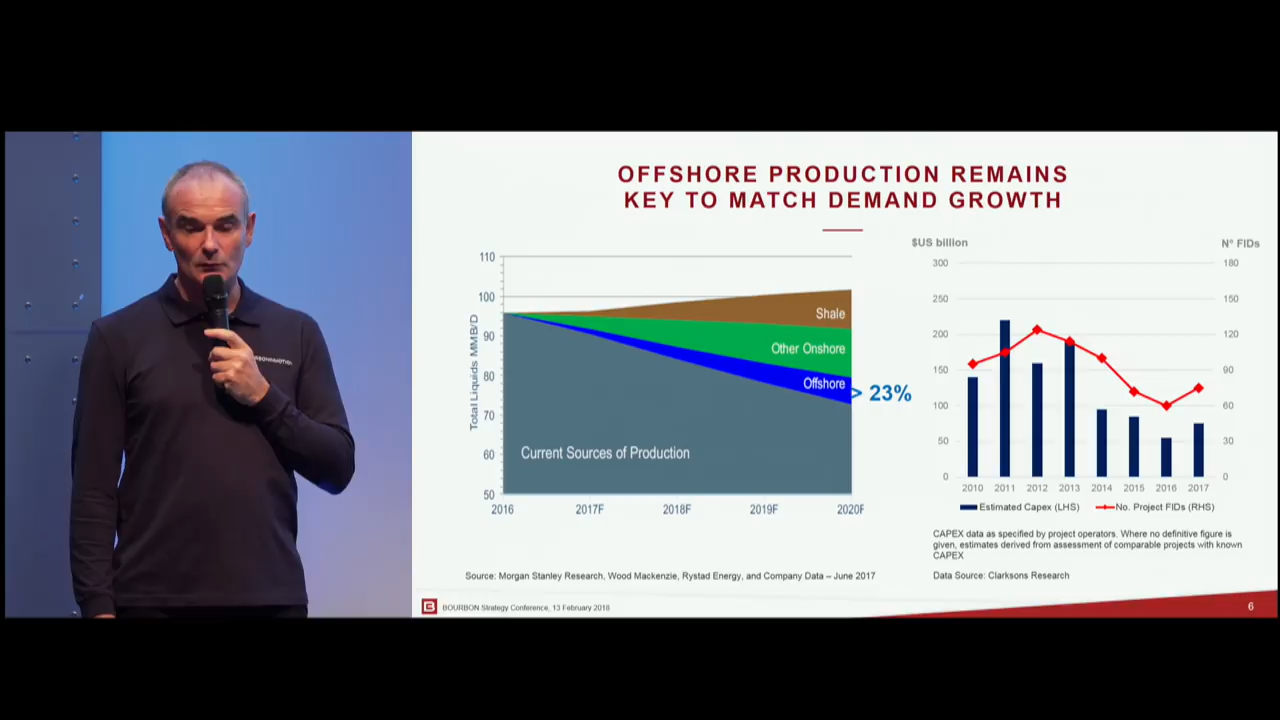 OFFSHORE PRODUCTION REMAINS
KEY TO MATCH DEMAND GROWTH
Total Liquids MMB/D
110
100
90
80
70
60
50
Shale
Other Onshore
Offshore
> 23%
Current Sources of Production
2016
2017F
2018F
2019F
2020F
$US billion
N° FIDs
300
250
200
150
100
50
0
180
150
120
90
60
30
0
2010 2011 2012 2013 2014 2015 2016 2017
Estimated Capex (LHS)
No. Project FIDs (RHS)
CAPEX data as specified by project operators. Where no definitive figure is
given, estimates derived from assessment of comparable projects with known
CAPEX
Source: Morgan Stanley Research, Wood Mackenzie, Rystad Energy, and Company Data – June 2017
Data Source: Clarksons Research
BOURBON Strategy Conference, 13 February 2018
6